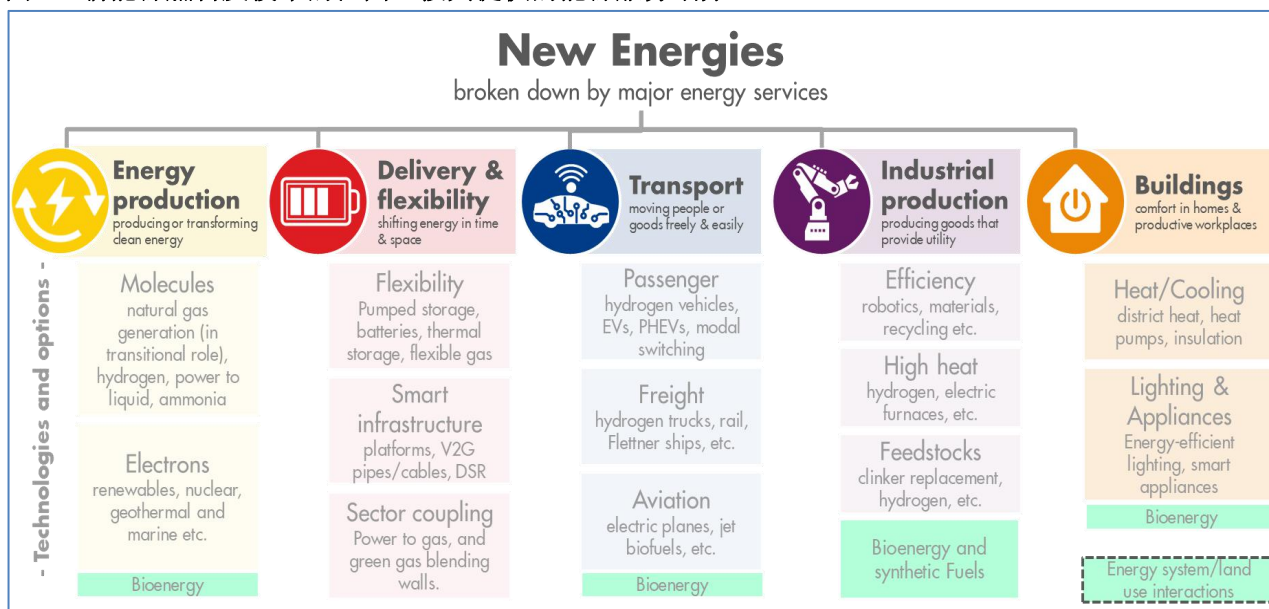 New Energies
broken down by major energy services
Energy
production
producing or transforming
clean energy
Delivery &
flexibility
shifting energy in time
& space
Transport
moving people or
goods freely & easily
Industrial
production
producing goods that
provide utility
Buildings
comfort in homes &
productive workplaces
- Technologies and options -
Molecules
natural gas
generation (in
transitional role),
hydrogen, power to
liquid, ammonia
Electrons
renewables, nuclear,
geothermal and
marine etc.
Bioenergy
Flexibility
Pumped storage,
batteries, thermal
storage, flexible gas
Smart
infrastructure
platforms, V2G
pipes/cables, DSR
Sector coupling
Power to gas, and
green gas blending
walls.
Passenger
hydrogen vehicles,
EVs, PHEVs, modal
switching
Freight
hydrogen trucks, rail,
Flettner ships, etc.
Aviation
electric planes, jet
biofuels, etc.
Bioenergy
Efficiency
robotics, materials,
recycling etc.
High heat
hydrogen, electric
furnaces, etc.
Feedstocks
clinker replacement,
hydrogen, etc.
Bioenergy and
synthetic Fuels
Heat/Cooling
district heat, heat
pumps, insulation
Lighting &
Appliances
Energy-efficient
lighting, smart
appliances
Bioenergy
Energy system/land
use interactions